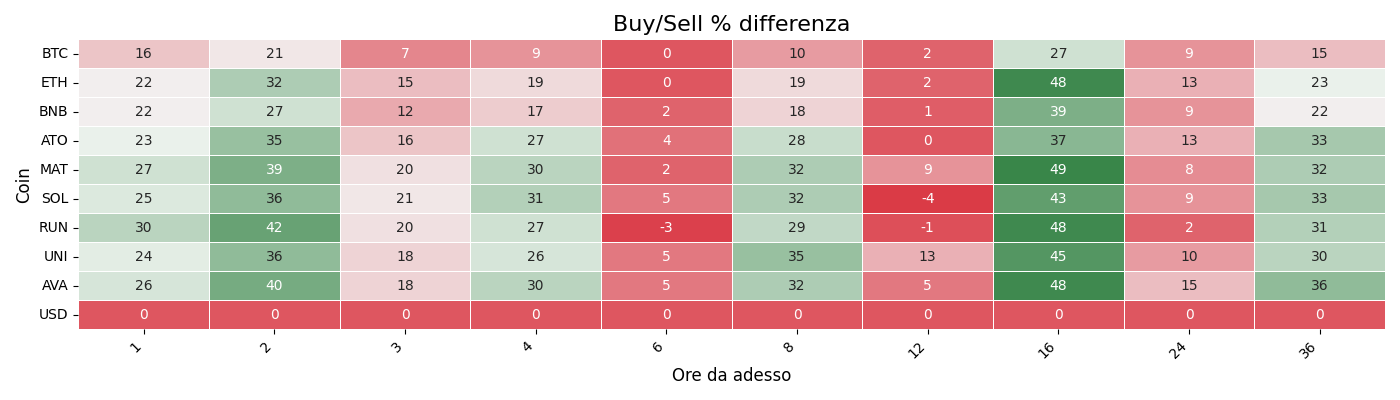 Buy/Sell % differenza
BTC 16 21 7 9 0 10 2 27 9 15
ETH 22 32 15 19 0 19 2 48 13 23
BNB 22 27 12 17 2 18 1 39 9 22
ATO 23 35 16 27 4 28 0 37 13 33
MAT 27 39 20 30 2 32 9 49 8 32
SOL 25 36 21 31 5 32 -4 43 9 33
RUN 30 42 20 27 -3 29 -1 48 2 31
UNI 24 36 18 26 5 35 13 45 10 30
AVA 26 40 18 30 5 32 5 48 15 36
USD 0 0 0 0 0 0 0 0 0 0
Coin
1 2 3 4 6 8 12 16 24 36
Ore da adesso